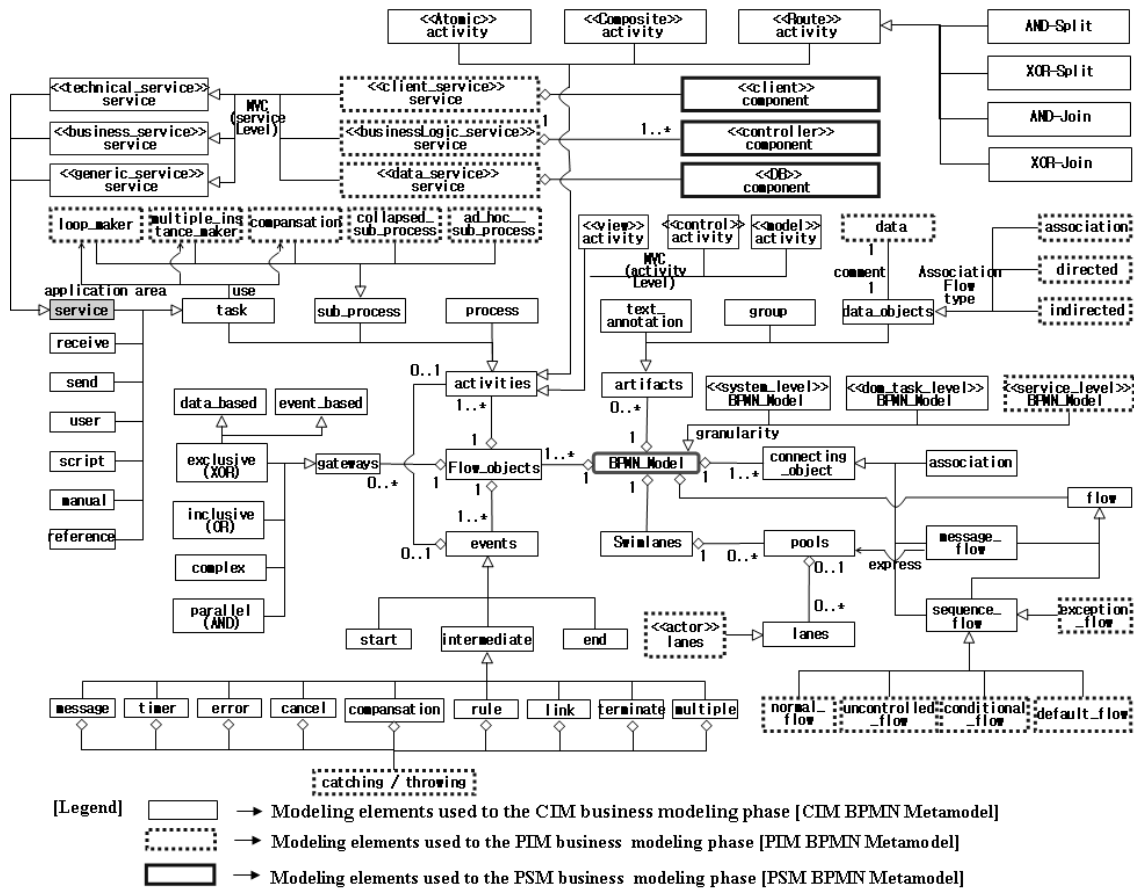 <<Atomic>>
activity
<<Composite>>
activity
<<Route>>
activity
AND-Split
XOR-Split
AND-Join
XOR-Join
<<technical_service>>
service
<<business_service>>
service
<<generic_service>>
service
MVC
(service
Level)
<<client_service>>
service
1
<<businessLogic_service>>
service
1..*
<<data_service>>
service
<<client>>
component
<<controller>>
component
<<DB>>
component
loop_maker
multiple_ins
tance_maker
compansation
collapsed_
sub_process
ad_hoc__
sub_process
<<view>>
activity
<<control>>
activity
<<model>>
activity
MVC
(activity
Level)
data
1
comment
1
Association
Flow
type
association
directed
indirected
application area
use
service
task
sub_process
process
text_
annotation
group
data_objects
receive
send
user
script
manual
reference
0..1
activities
1..*
1
artifacts
0..*
1
<<system_level>>
BPMN_Model
<<dom_task_level>>
BPMN_Model
<<service_level>>
BPMN_Model
granularity
data_based
event_based
exclusive
(XOR)
inclusive
(OR)
complex
parallel
(AND)
gateways
0..*
1
Flow_objects
1..*
1
BPMN_Model
1
1..*
connecting
_object
association
flow
1
1..*
0..1
events
1
1
Swimlanes
1
0..*
pools
express
message_
flow
0..1
0..*
<<actor>>
lanes
lanes
sequence_
flow
exception
_flow
start
intermediate
end
message
timer
error
cancel
compansation
rule
link
terminate
multiple
normal_
flow
uncontrolled
_flow
conditional
_flow
default_flow
catching / throwing
[Legend]
Modeling elements used to the CIM business modeling phase [CIM BPMN Metamodel]
Modeling elements used to the PIM business modeling phase [PIM BPMN Metamodel]
Modeling elements used to the PSM business modeling phase [PSM BPMN Metamodel]